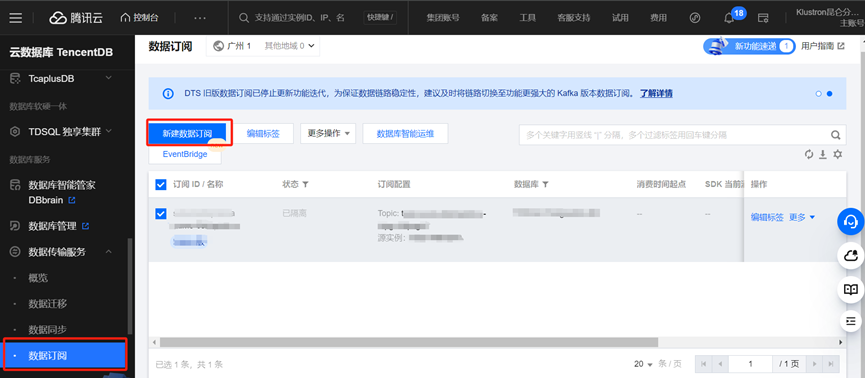 腾讯云
控制台
支持通过实例ID、IP、名
快捷键 /
集团账号
备案
工具
客服支持
试用
费用
18
Klustron昆仑分...
主账号
云数据库 TencentDB
TcaplusDB
数据库软硬一体
TDSQL 独享集群
数据库服务
数据库智能管家
DBbrain
数据库管理
数据传输服务
概览
数据迁移
数据同步
数据订阅
数据订阅
广州 1
其他地域 0
新功能速递 1
用户指南
DTS 旧版数据订阅已停止更新功能迭代，为保证数据链路稳定性，建议及时将链路切换至功能更强大的 Kafka 版本数据订阅。 了解详情
新建数据订阅
编辑标签
更多操作
数据库智能运维
多个关键字用竖线 "|" 分隔，多个过滤标签用回车键分隔
EventBridge
订阅 ID / 名称
状态
订阅配置
数据库
消费时间起点
SDK 当前
操作
已隔离
Topic:
源实例:
--
--
编辑标签
更多
已选 1 条，共 1 条
20
条 / 页
1
/ 1 页